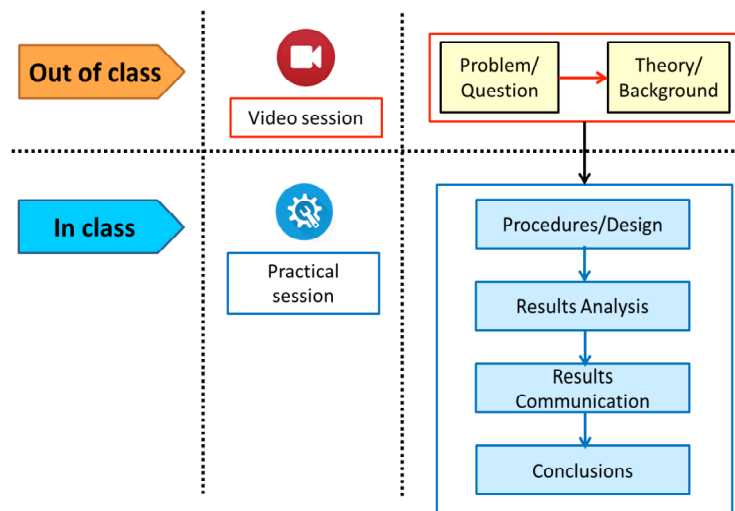 Out of class
Video session
Problem/
Question
Theory/
Background
In class
Practical
session
Procedures/Design
Results Analysis
Results
Communication
Conclusions